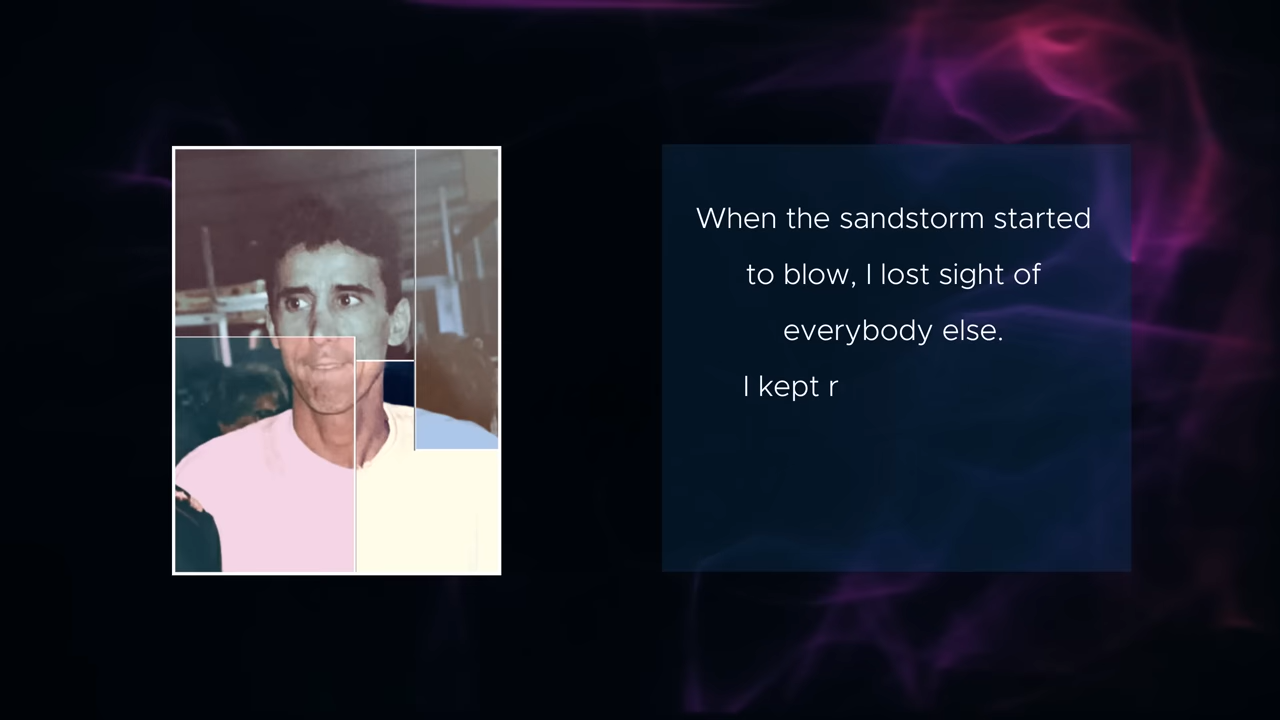 When the sandstorm started
to blow, I lost sight of
everybody else.
I kept r